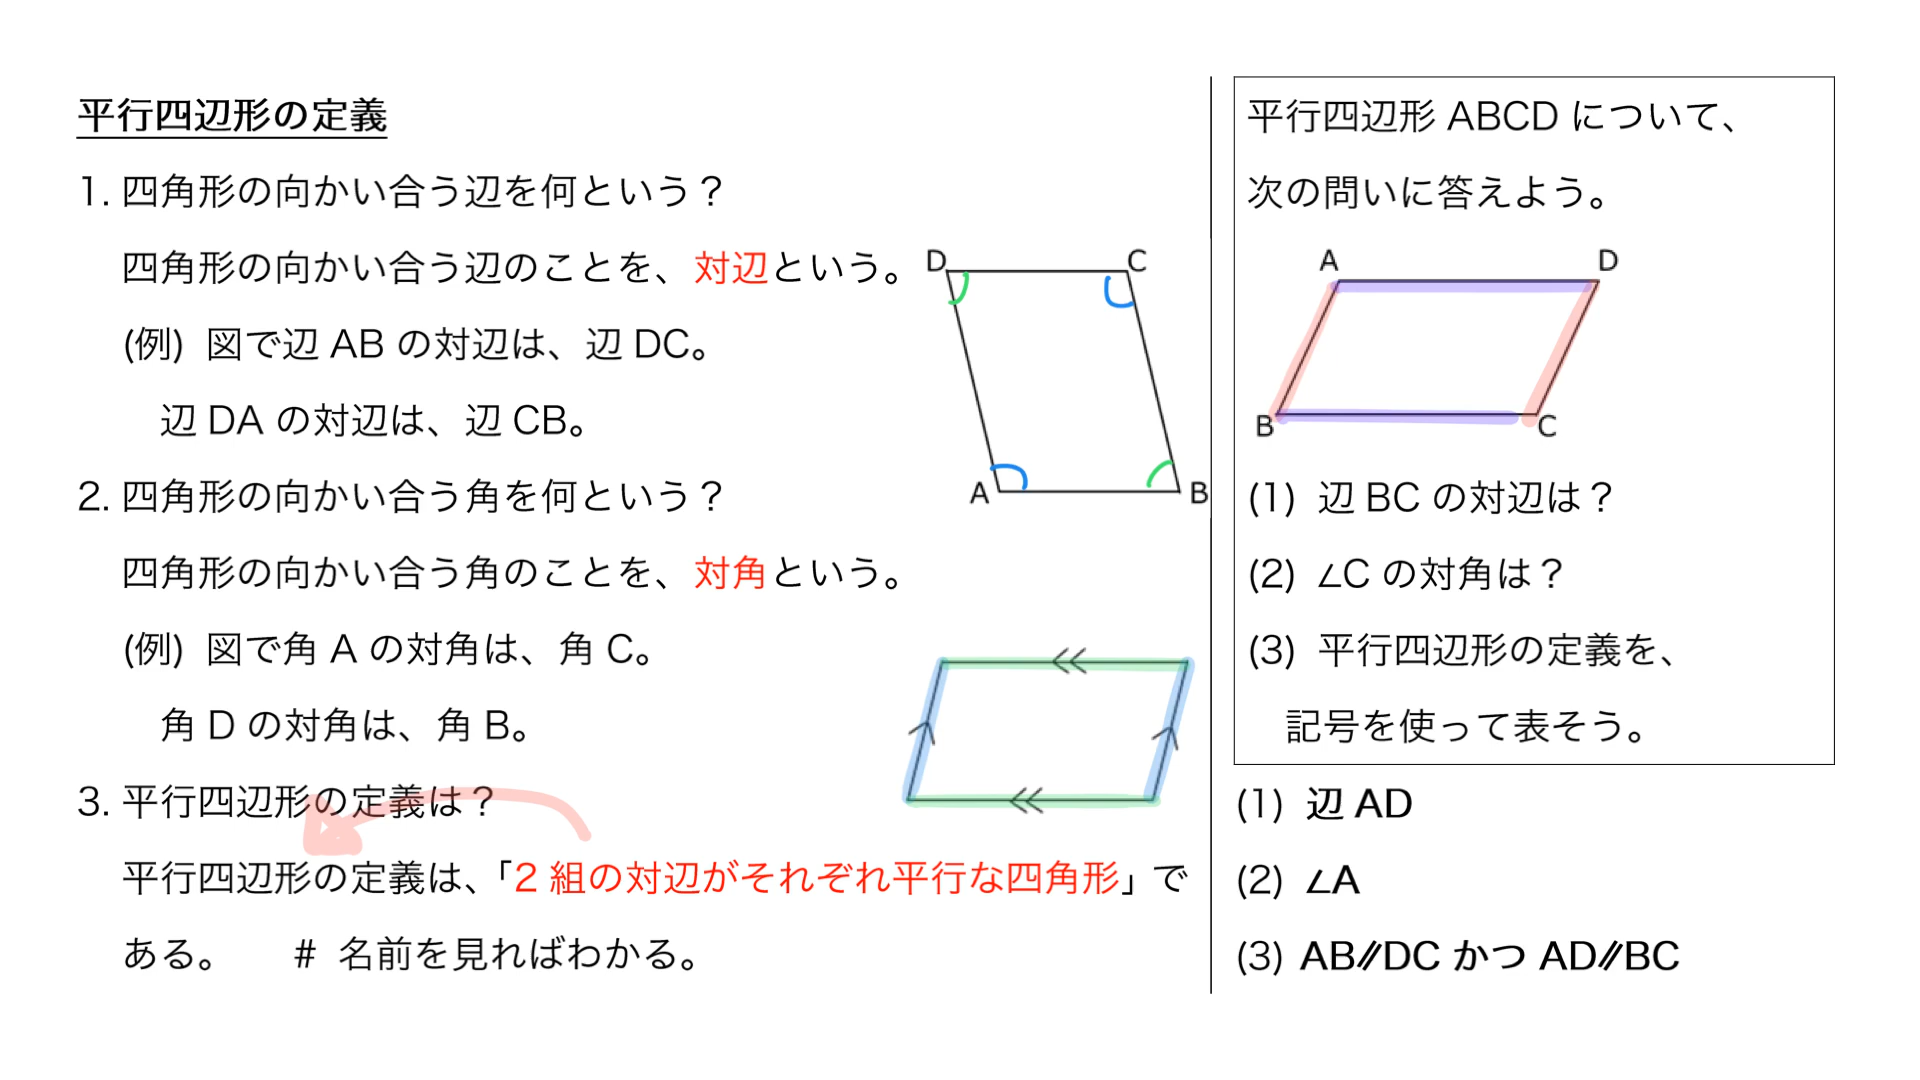 平行四辺形の定義
1. 四角形の向かい合う辺を何という？
四角形の向かい合う辺のことを、対辺という。
(例) 図で辺 AB の対辺は、辺 DC。
辺 DA の対辺は、辺 CB。
2. 四角形の向かい合う角を何という？
四角形の向かい合う角のことを、対角という。
(例) 図で角 A の対角は、角 C。
角 D の対角は、角 B。
3. 平行四辺形の定義は？
平行四辺形の定義は、「2 組の対辺がそれぞれ平行な四角形」で
ある。 # 名前を見ればわかる。
D C
A B
平行四辺形 ABCD について、
次の問いに答えよう。
A D
B C
(1) 辺 BC の対辺は？
(2) ∠C の対角は？
(3) 平行四辺形の定義を、
記号を使って表そう。
(1) 辺 AD
(2) ∠A
(3) AB⫽DC かつ AD⫽BC